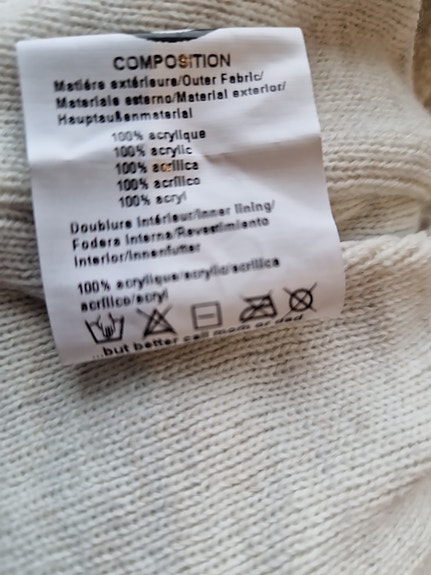 COMPOSITION
Matiére extérieure/Outer Fabric/
Materiale esterno/Material exterior/
Hauptaußenmaterial
100% acrylique
100% acrylic
100% acrilica
100% acrílico
100% acryl
Doublure intérieur/inner lining/
Fodera interna/Revestimiento
interior/Innenfutter
100% acrylique/acrylic/acrilica
acrílico/acryl
...but better call mom or dad